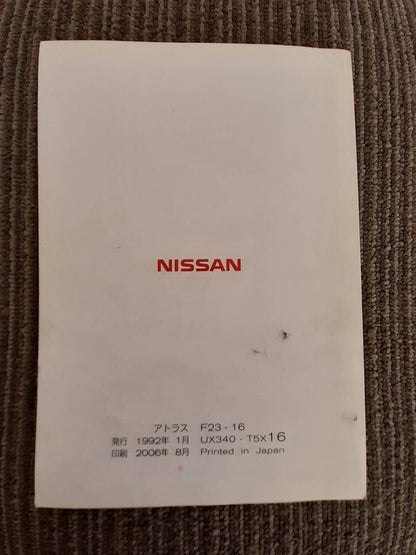 NISSAN
アトラス F23-16
発行 1992年 1月 UX340-T5X16
印刷 2006年 8月 Printed in Japan